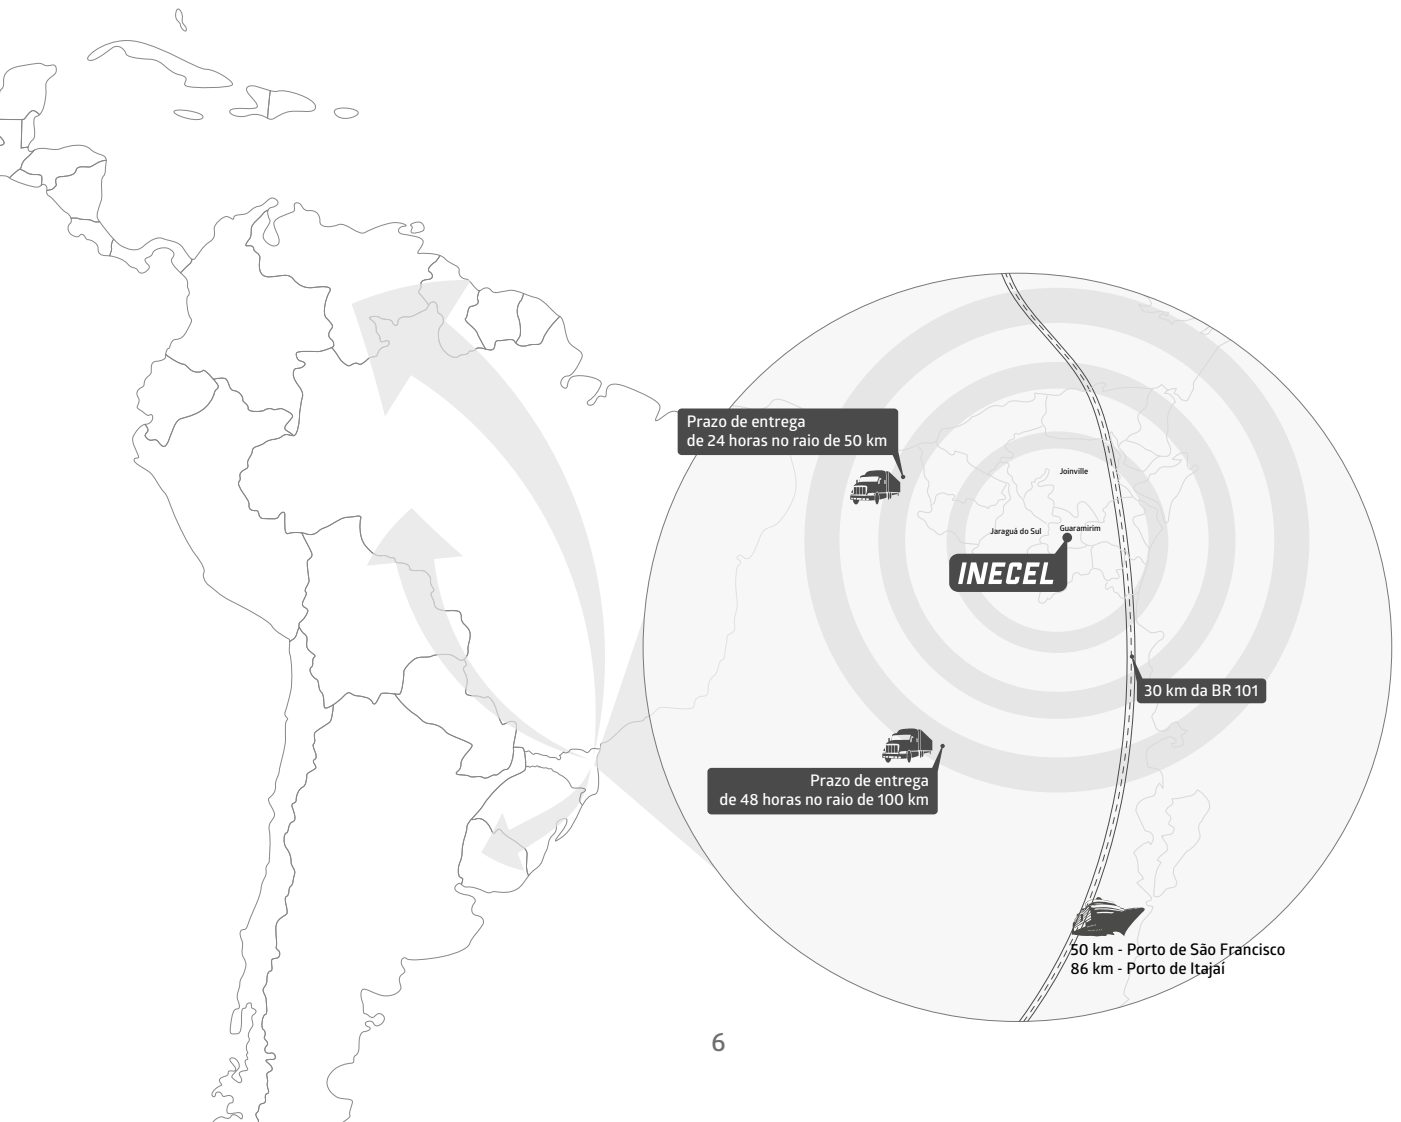 Prazo de entrega
de 24 horas no raio de 50 km
Joinville
Jaraguá do Sul
Guaramirim
INECEL
30 km da BR 101
Prazo de entrega
de 48 horas no raio de 100 km
50 km - Porto de São Francisco
86 km - Porto de Itajaí
6